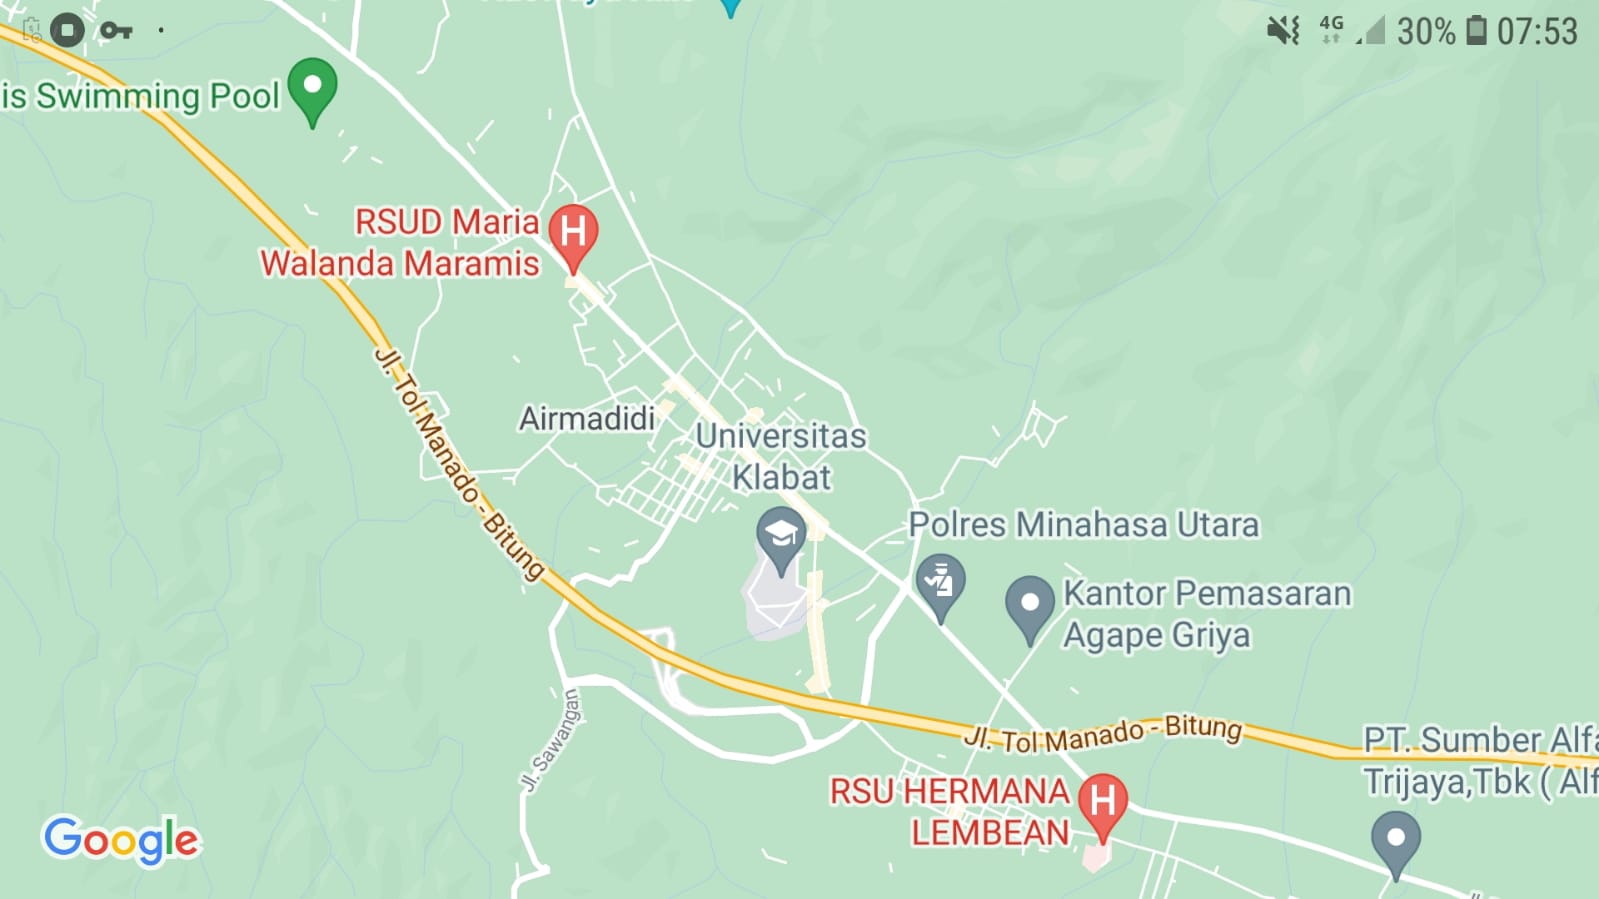 4G
30%
07:53
is Swimming Pool
RSUD Maria
Walanda Maramis
Jl. Tol Manado - Bitung
Airmadidi
Universitas
Klabat
Polres Minahasa Utara
Kantor Pemasaran
Agape Griya
Jl. Sawangan
Jl. Tol Manado - Bitung
PT. Sumber Alfa
Trijaya,Tbk ( Alf
RSU HERMANA
LEMBEAN
Google